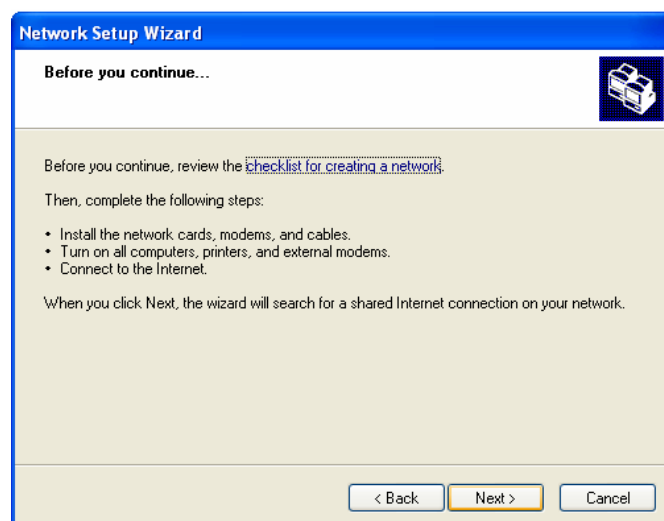 Network Setup Wizard
Before you continue...
Before you continue, review the checklist for creating a network.
Then, complete the following steps:
• Install the network cards, modems, and cables.
• Turn on all computers, printers, and external modems.
• Connect to the Internet.
When you click Next, the wizard will search for a shared Internet connection on your network.
< Back Next > Cancel